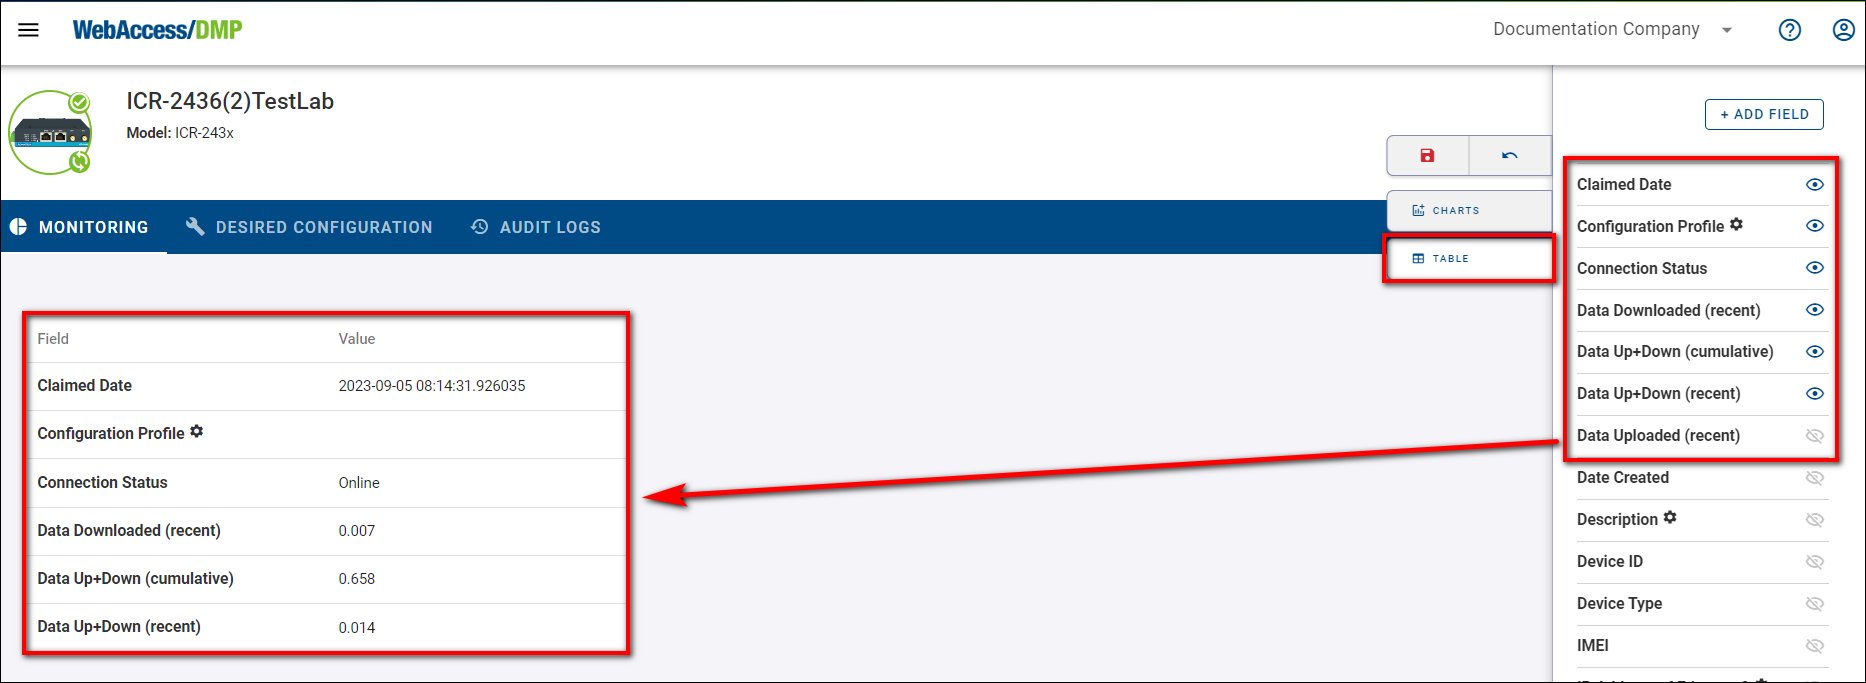 WebAccess/DMP
Documentation Company
ICR-2436(2)TestLab
Model: ICR-243x
+ ADD FIELD
MONITORING
DESIRED CONFIGURATION
AUDIT LOGS
CHARTS
TABLE
Field Value
Claimed Date 2023-09-05 08:14:31.926035
Configuration Profile
Connection Status Online
Data Downloaded (recent) 0.007
Data Up+Down (cumulative) 0.658
Data Up+Down (recent) 0.014
Claimed Date
Configuration Profile
Connection Status
Data Downloaded (recent)
Data Up+Down (cumulative)
Data Up+Down (recent)
Data Uploaded (recent)
Date Created
Description
Device ID
Device Type
IMEI